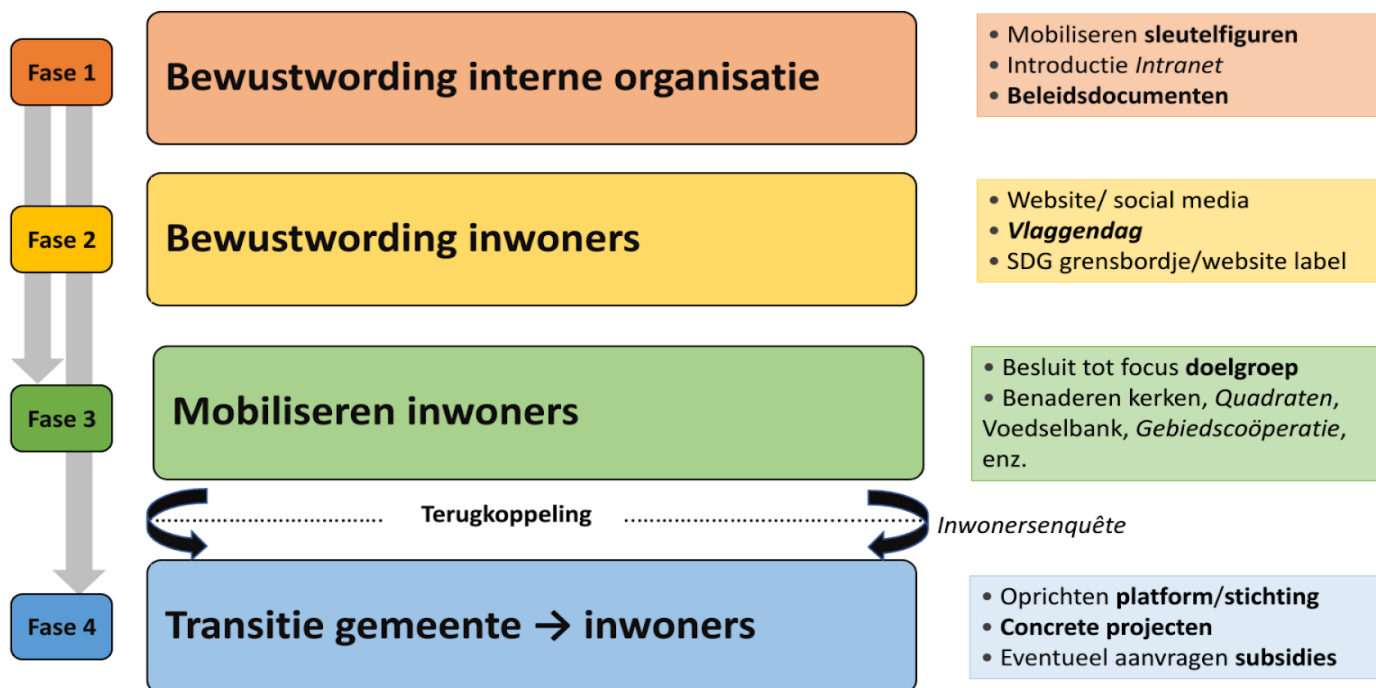 Fase 1
Bewustwording interne organisatie
• Mobiliseren sleutelfiguren
• Introductie Intranet
• Beleidsdocumenten
Fase 2
Bewustwording inwoners
• Website/ social media
• Vlaggendag
• SDG grensbordje/website label
Fase 3
Mobiliseren inwoners
• Besluit tot focus doelgroep
• Benaderen kerken, Quadraten,
Voedselbank, Gebiedscoöperatie,
enz.
Terugkoppeling
Inwonersenquête
Fase 4
Transitie gemeente → inwoners
• Oprichten platform/stichting
• Concrete projecten
• Eventueel aanvragen subsidies